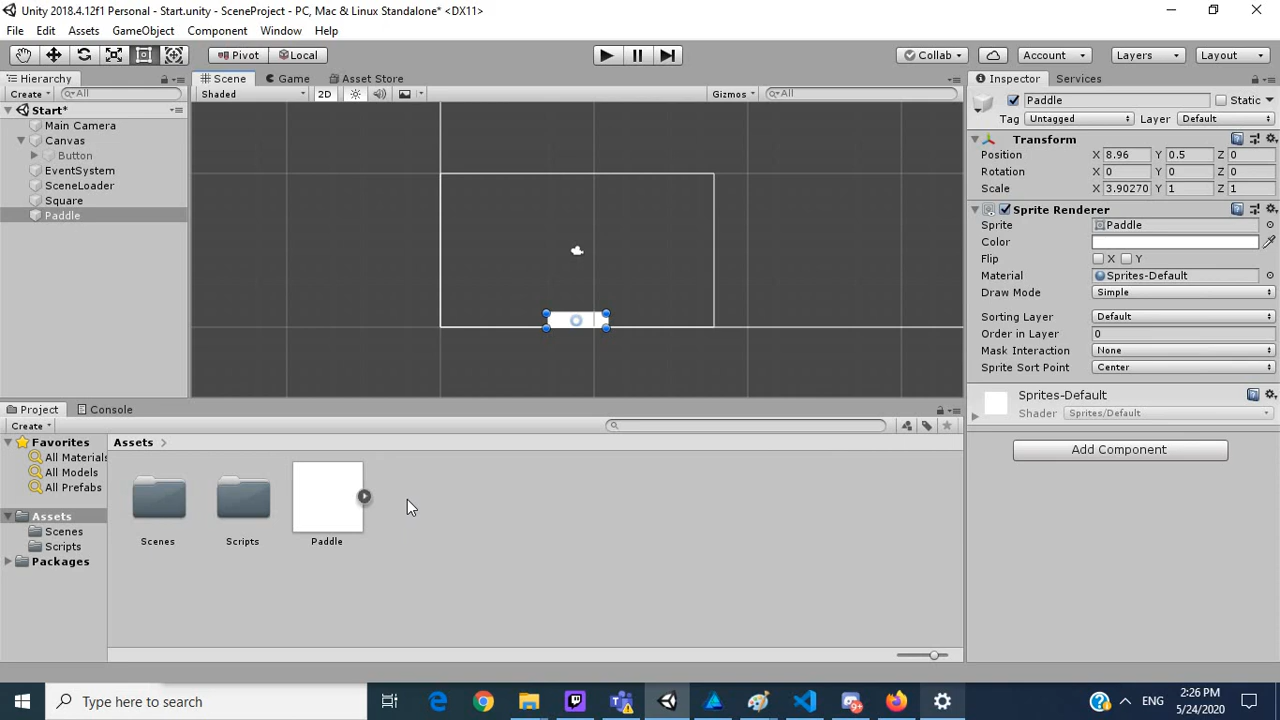 Unity 2018.4.12f1 Personal - Start.unity - SceneProject - PC, Mac & Linux Standalone* <DX11>
File Edit Assets GameObject Component Window Help
Pivot Local Collab Account Layers Layout
Hierarchy
Create All
Start*
Main Camera
Canvas
Button
EventSystem
SceneLoader
Square
Paddle
Scene Game Asset Store
Shaded 2D Gizmos All
Inspector Services
Paddle Static
Tag Untagged Layer Default
Transform
Position X 8.96 Y 0.5 Z 0
Rotation X 0 Y 0 Z 0
Scale X 3.90270 Y 1 Z 1
Sprite Renderer
Sprite Paddle
Color
Flip X Y
Material Sprites-Default
Draw Mode Simple
Sorting Layer Default
Order in Layer 0
Mask Interaction None
Sprite Sort Point Center
Sprites-Default
Shader Sprites/Default
Add Component
Project Console
Create
Favorites
All Materials
All Models
All Prefabs
Assets
Scenes
Scripts
Packages
Assets
Scenes Scripts Paddle
Type here to search
ENG
2:26 PM
5/24/2020